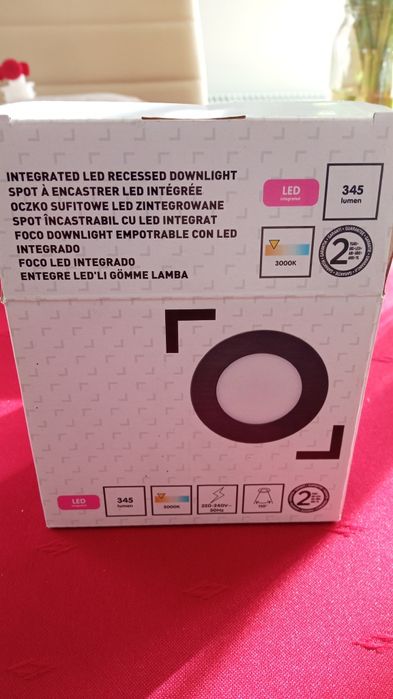 INTEGRATED LED RECESSED DOWNLIGHT
SPOT À ENCASTRER LED INTÉGRÉE
OCZKO SUFITOWE LED ZINTEGROWANE
SPOT ÎNCASTRABIL CU LED INTEGRAT
FOCO DOWNLIGHT EMPOTRABLE CON LED
INTEGRADO
FOCO LED INTEGRADO
ENTEGRE LED'Lİ GÖMME LAMBA
LED
integrated
345
lumen
3000K
2
LED
345
lumen
3000K
220-240V~
50Hz
110°
2